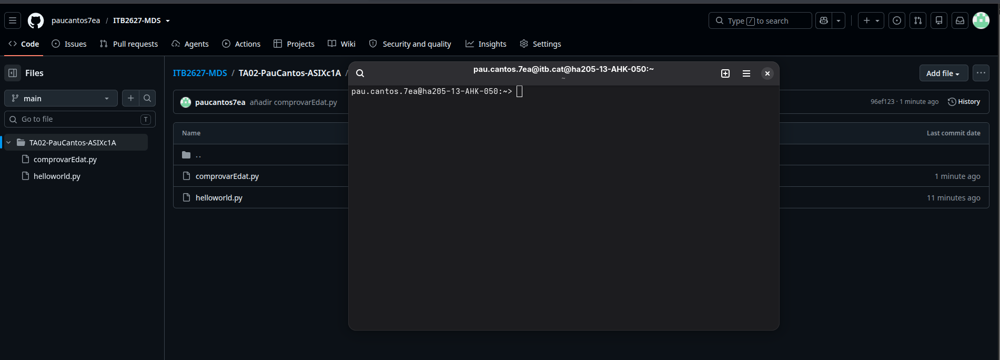 paucantos7ea / ITB2627-MDS
Type / to search
Code Issues Pull requests Agents Actions Projects Wiki Security and quality Insights Settings
Files
main
Go to file T
TA02-PauCantos-ASIXc1A
comprovarEdat.py
helloworld.py
ITB2627-MDS / TA02-PauCantos-ASIXc1A /
Add file
paucantos7ea añadir comprovarEdat.py
96ef123 · 1 minute ago History
Name Last commit date
..
comprovarEdat.py 1 minute ago
helloworld.py 11 minutes ago
pau.cantos.7ea@itb.cat@ha205-13-AHK-050:~
~
pau.cantos.7ea@ha205-13-AHK-050:~>